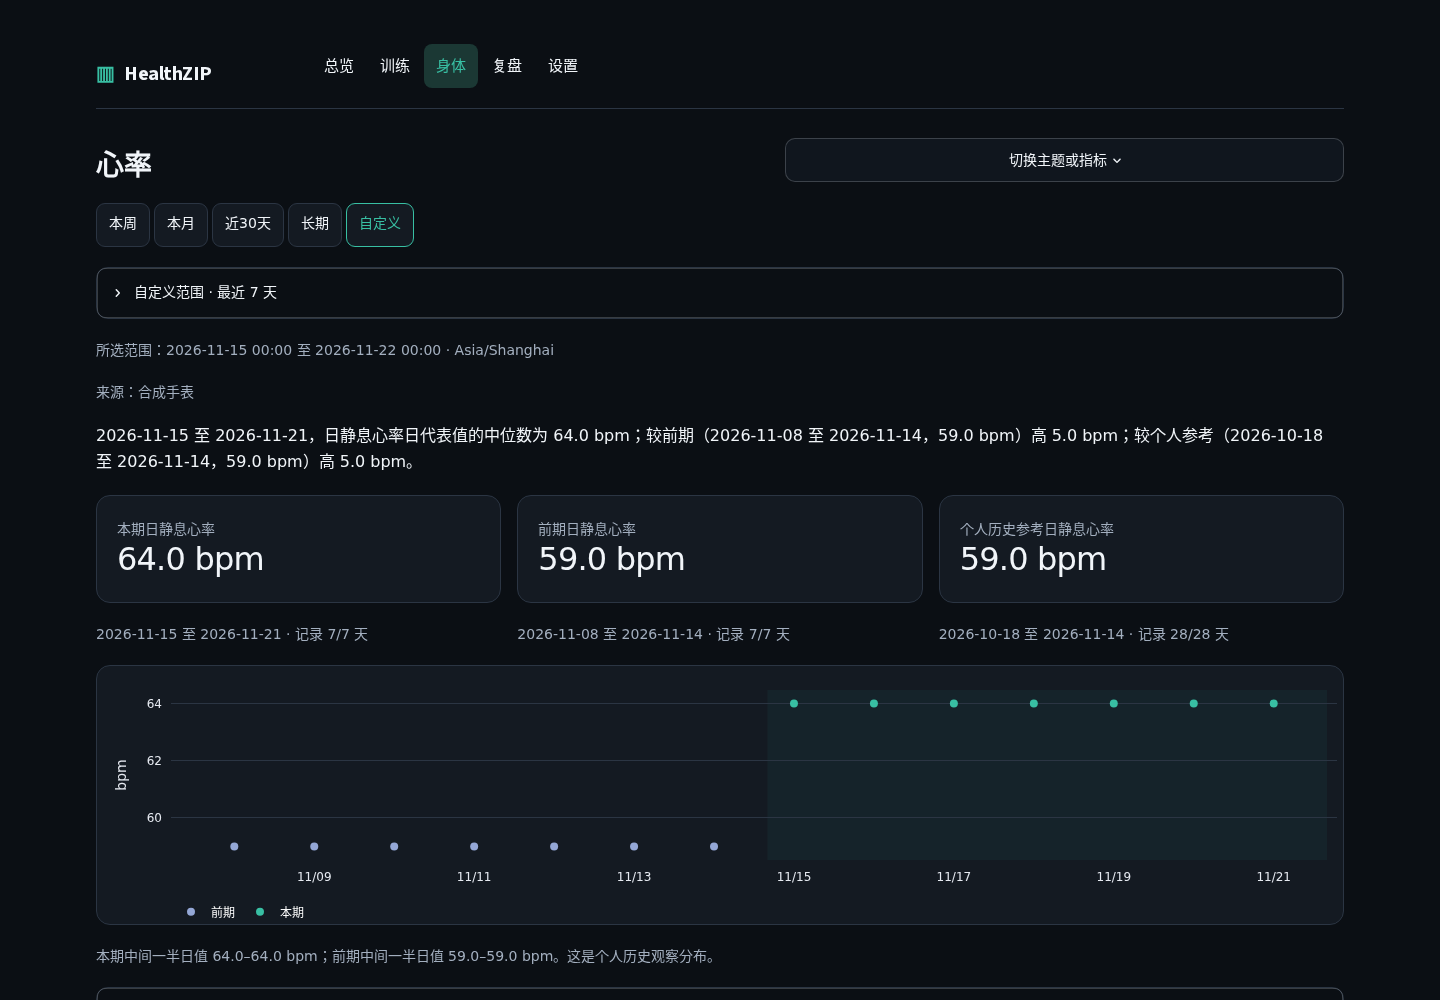 HealthZIP
总览 训练 身体 复盘 设置
心率
切换主题或指标
本周 本月 近30天 长期 自定义
自定义范围 · 最近 7 天
所选范围：2026-11-15 00:00 至 2026-11-22 00:00 · Asia/Shanghai
来源：合成手表
2026-11-15 至 2026-11-21，日静息心率日代表值的中位数为 64.0 bpm；较前期（2026-11-08 至 2026-11-14，59.0 bpm）高 5.0 bpm；较个人参考（2026-10-18
至 2026-11-14，59.0 bpm）高 5.0 bpm。
本期日静息心率
64.0 bpm
前期日静息心率
59.0 bpm
个人历史参考日静息心率
59.0 bpm
2026-11-15 至 2026-11-21 · 记录 7/7 天
2026-11-08 至 2026-11-14 · 记录 7/7 天
2026-10-18 至 2026-11-14 · 记录 28/28 天
64
62
60
bpm
11/09 11/11 11/13 11/15 11/17 11/19 11/21
前期 本期
本期中间一半日值 64.0–64.0 bpm；前期中间一半日值 59.0–59.0 bpm。这是个人历史观察分布。